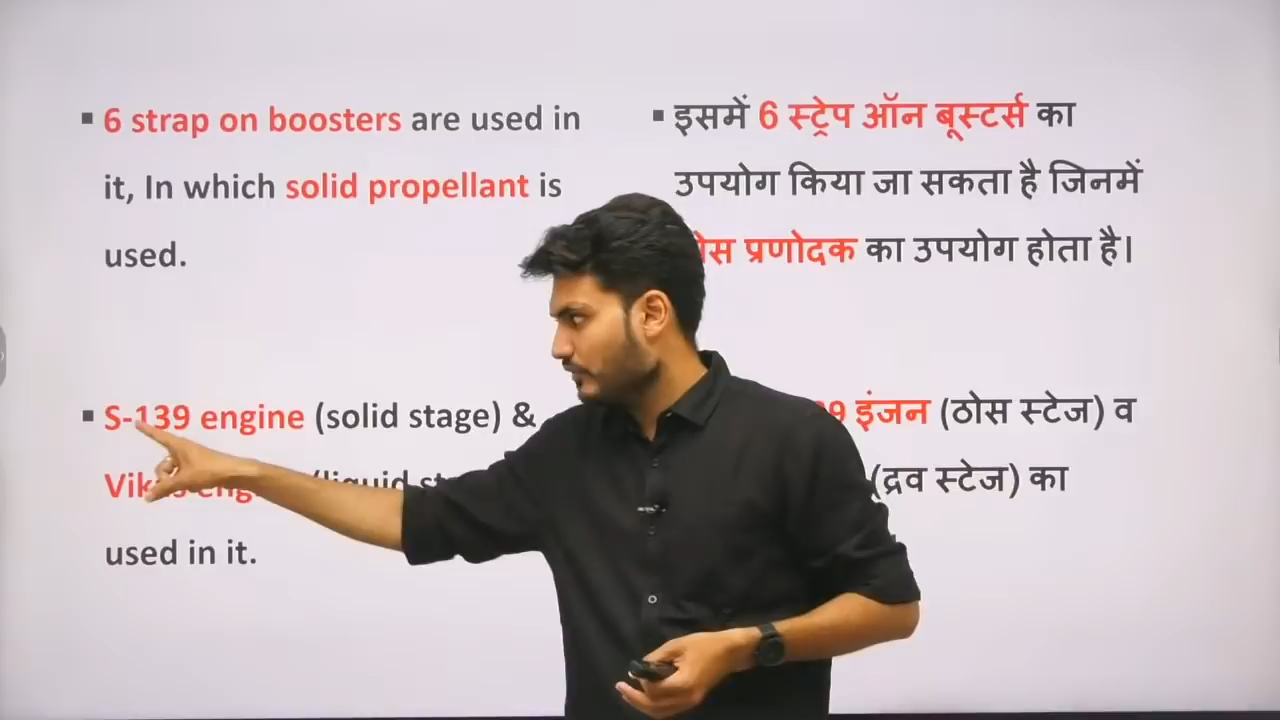 6 strap on boosters are used in
it, In which solid propellant is
used.
S-139 engine (solid stage) &
used in it.
इसमें 6 स्ट्रेप ऑन बूस्टर्स का
उपयोग किया जा सकता है जिनमें
प्रणोदक का उपयोग होता है।
इंजन (ठोस स्टेज) व
(द्रव स्टेज) का